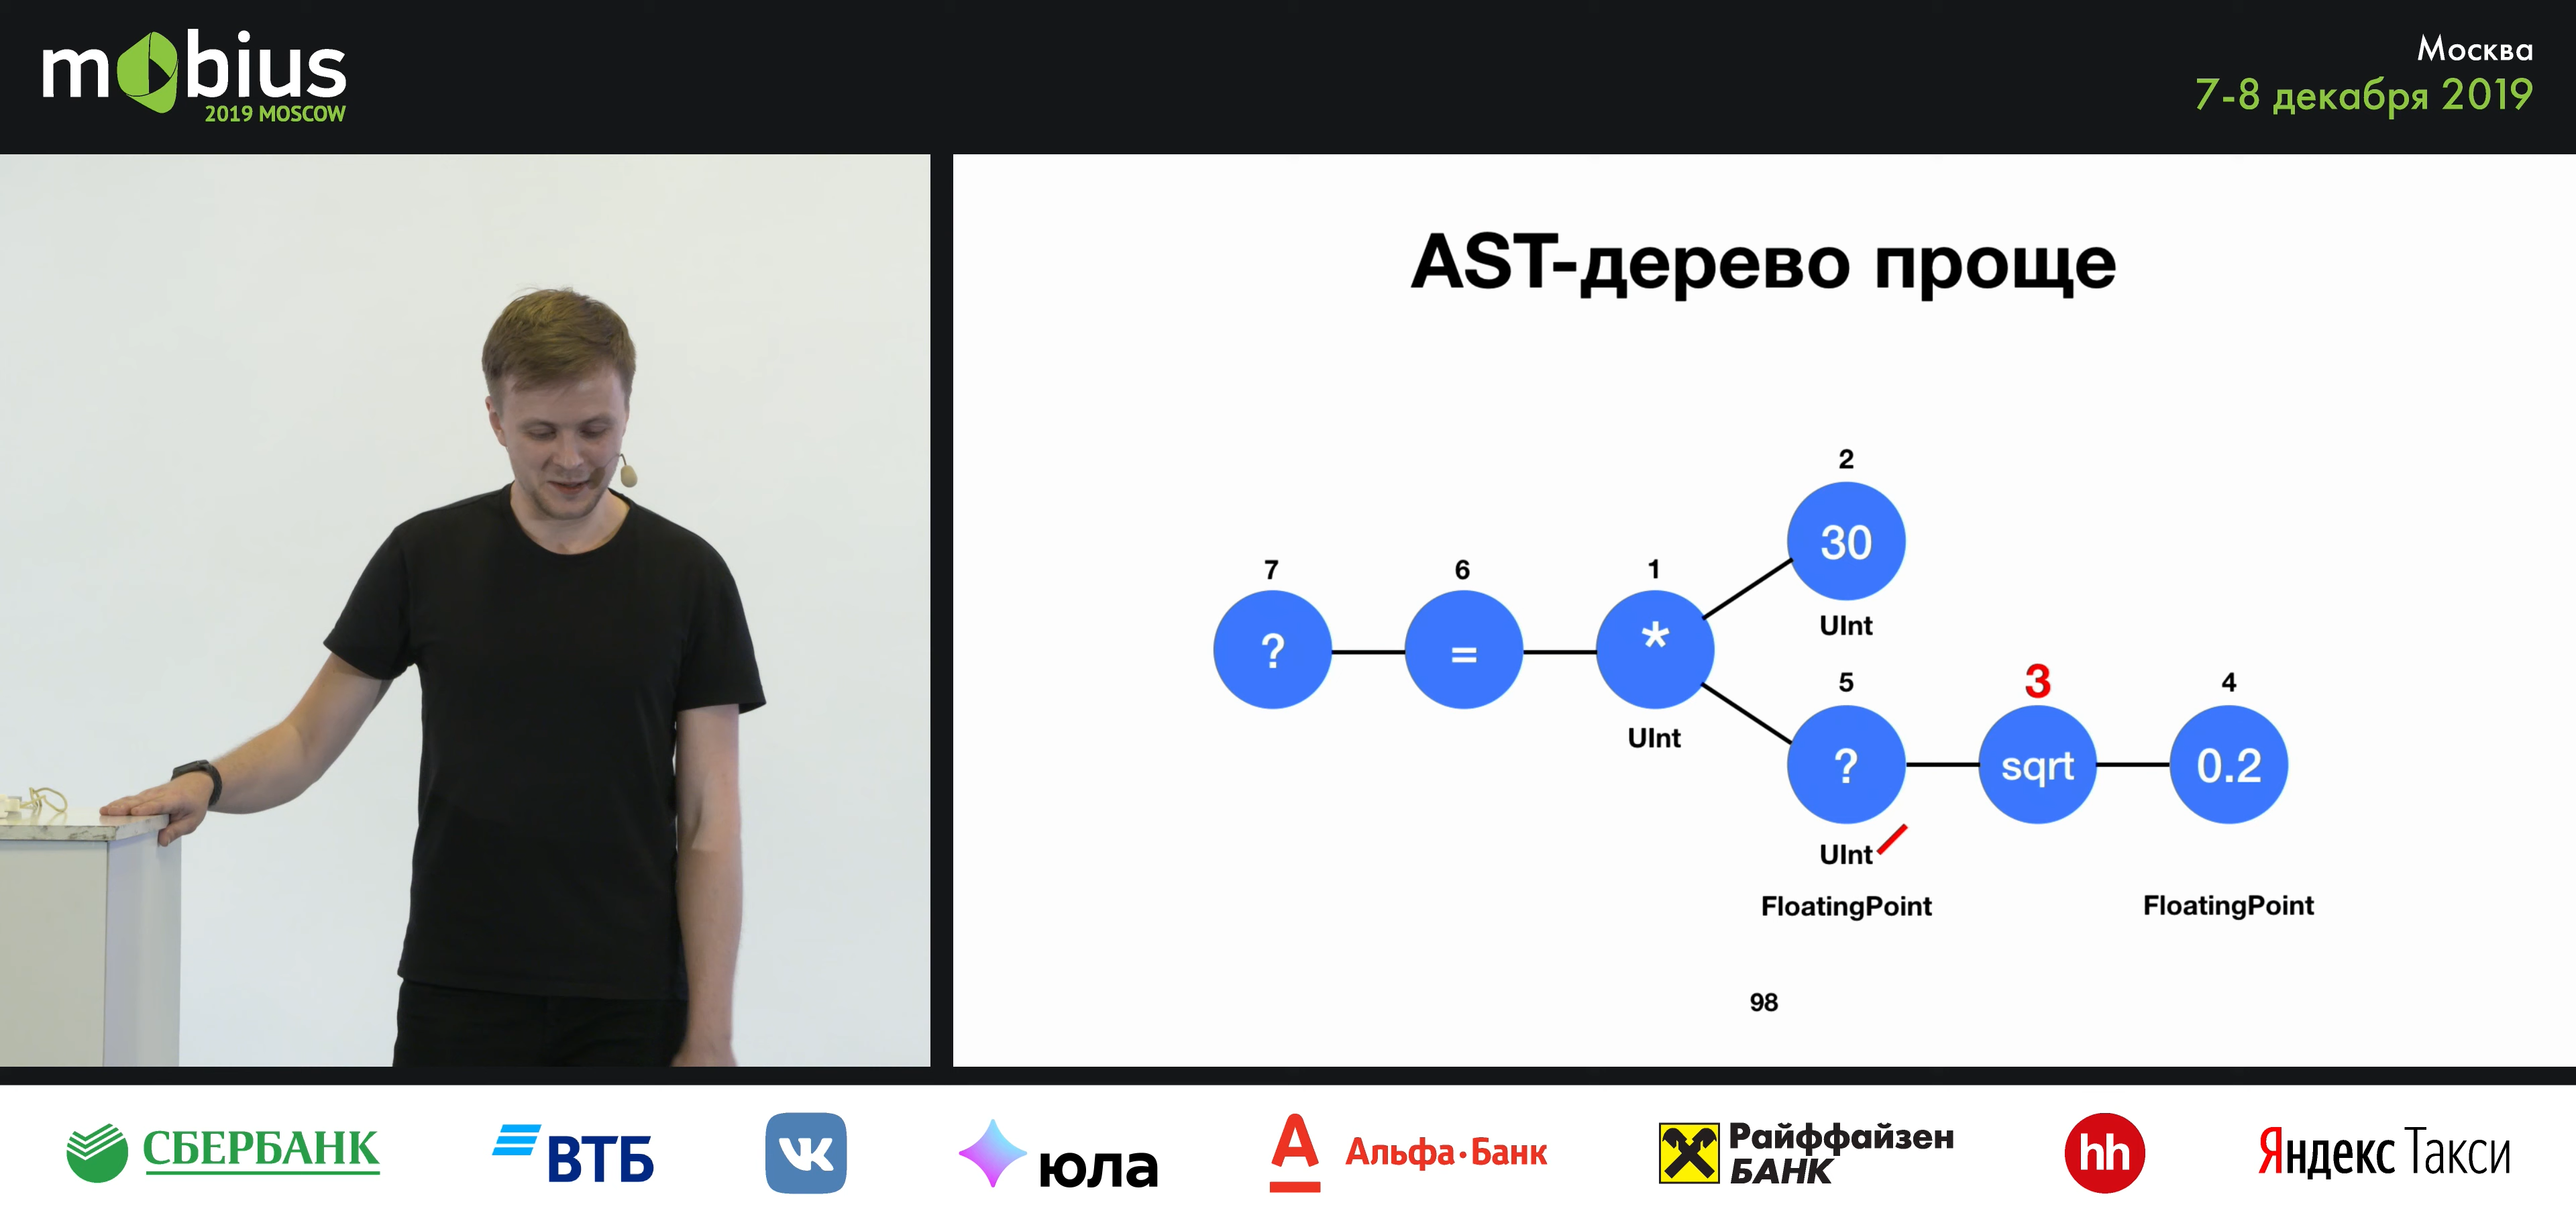 mobius
2019 MOSCOW
Москва
7-8 декабря 2019
AST-дерево проще
2
30
UInt
7
?
6
=
1
*
UInt
5
?
UInt
FloatingPoint
3
sqrt
4
0.2
FloatingPoint
98
СБЕРБАНК
ВТБ
VK
юла
А
Альфа·Банк
Райффайзен
БАНК
hh
Яндекс Такси